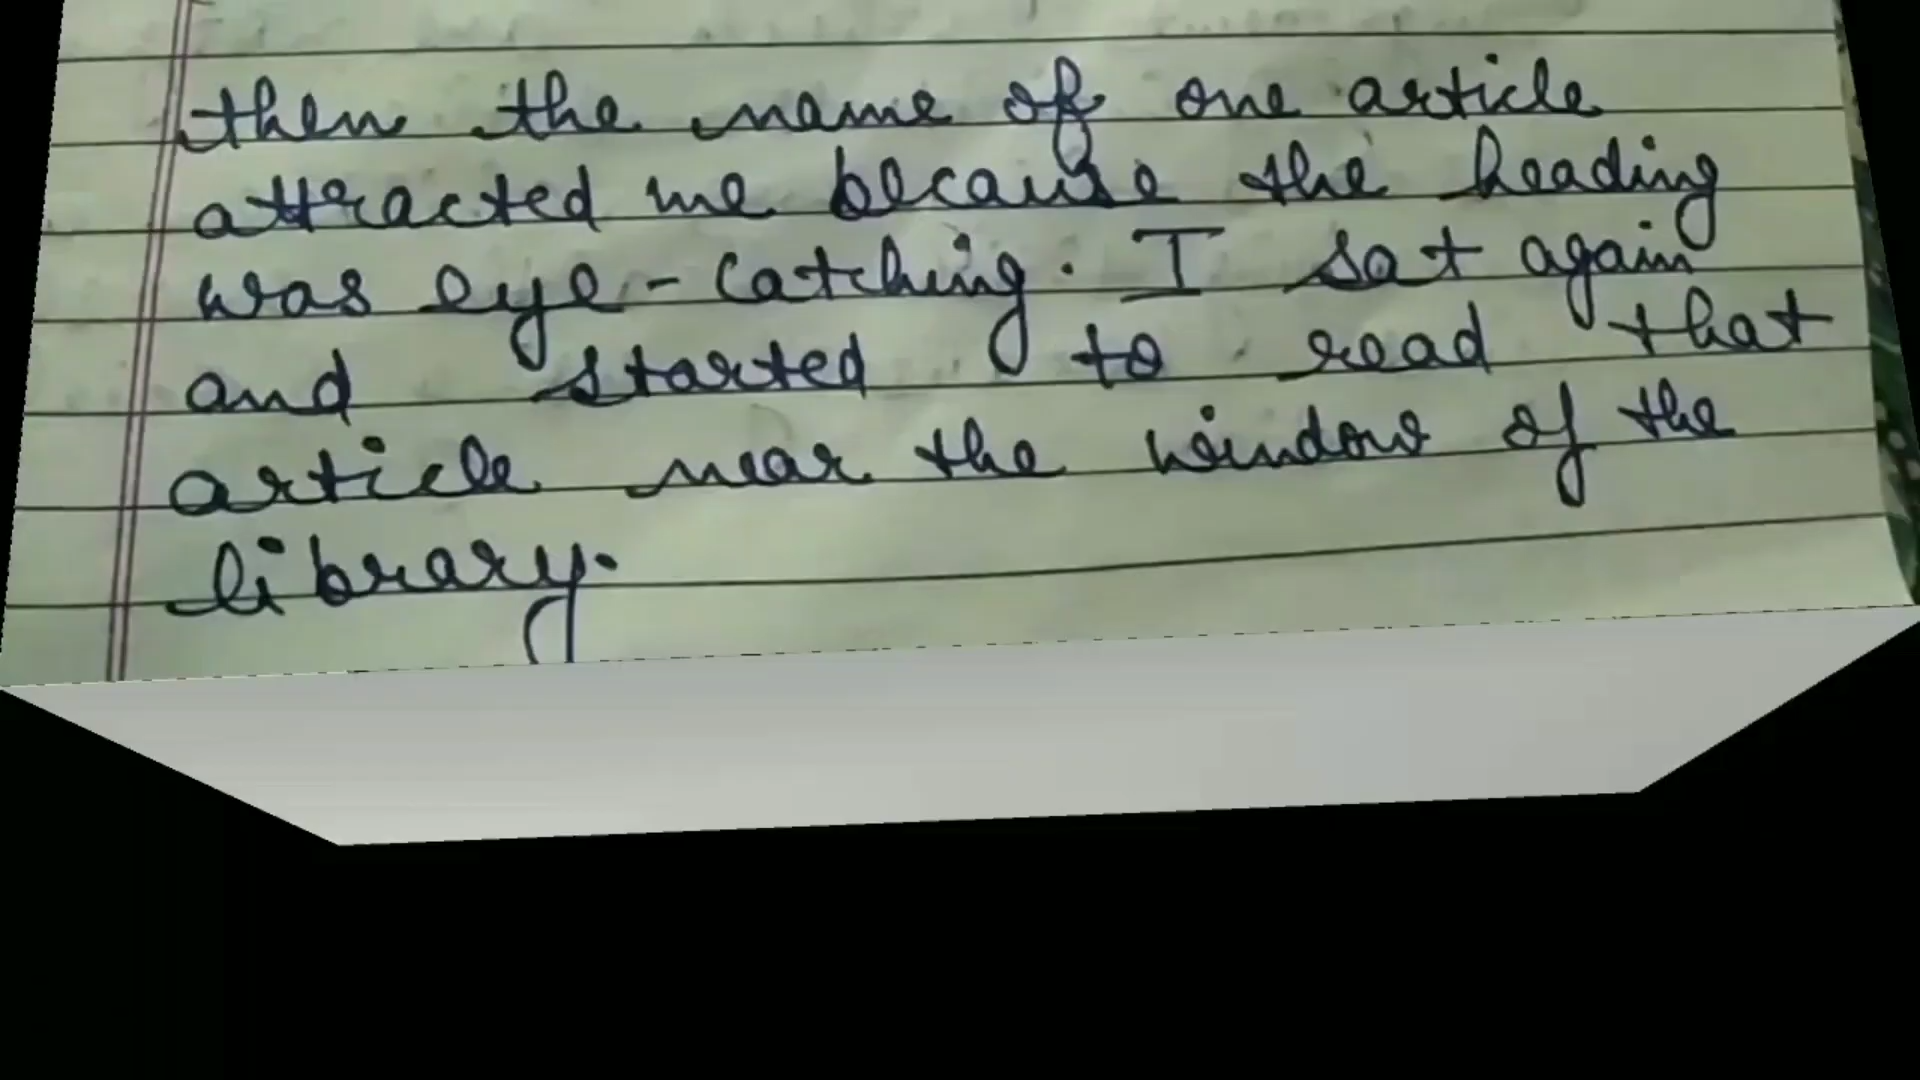 then the name of one article
attracted me because the heading
was eye-catching. I sat again
and started to read that
article near the window of the
library.